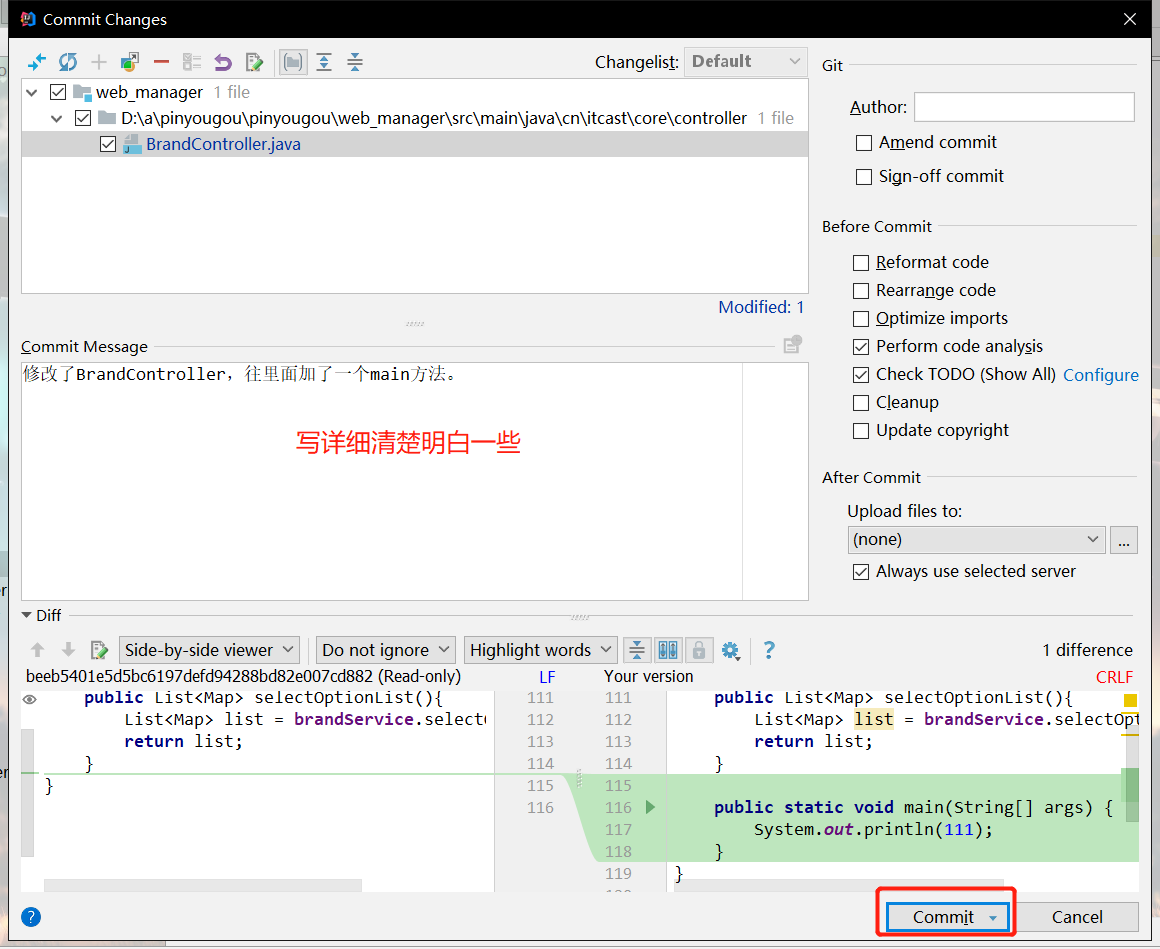 Commit Changes
Changelist: Default
web_manager 1 file
D:\a\pinyougou\pinyougou\web_manager\src\main\java\cn\itcast\core\controller 1 file
BrandController.java
Modified: 1
Commit Message
修改了BrandController，往里面加了一个main方法。
写详细清楚明白一些
Git
Author:
Amend commit
Sign-off commit
Before Commit
Reformat code
Rearrange code
Optimize imports
Perform code analysis
Check TODO (Show All) Configure
Cleanup
Update copyright
After Commit
Upload files to:
(none)
...
Always use selected server
Diff
Side-by-side viewer Do not ignore Highlight words ? 1 difference
beeb5401e5d5bc6197defd94288bd82e007cd882 (Read-only) LF Your version CRLF
public List<Map> selectOptionList(){ 111 111 public List<Map> selectOptionList(){
List<Map> list = brandService.select 112 112 List<Map> list = brandService.selectOpt
return list; 113 113 return list;
} 114 114 }
} 115 115
116 116 public static void main(String[] args) {
117 System.out.println(111);
118 }
119 }
? Commit Cancel